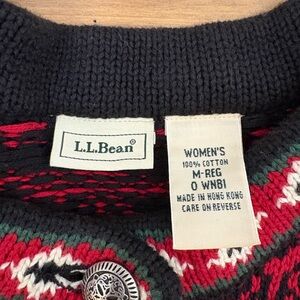 L.L.Bean®
WOMEN'S
100% COTTON
M-REG
0 WNB1
MADE IN HONG KONG
CARE ON REVERSE